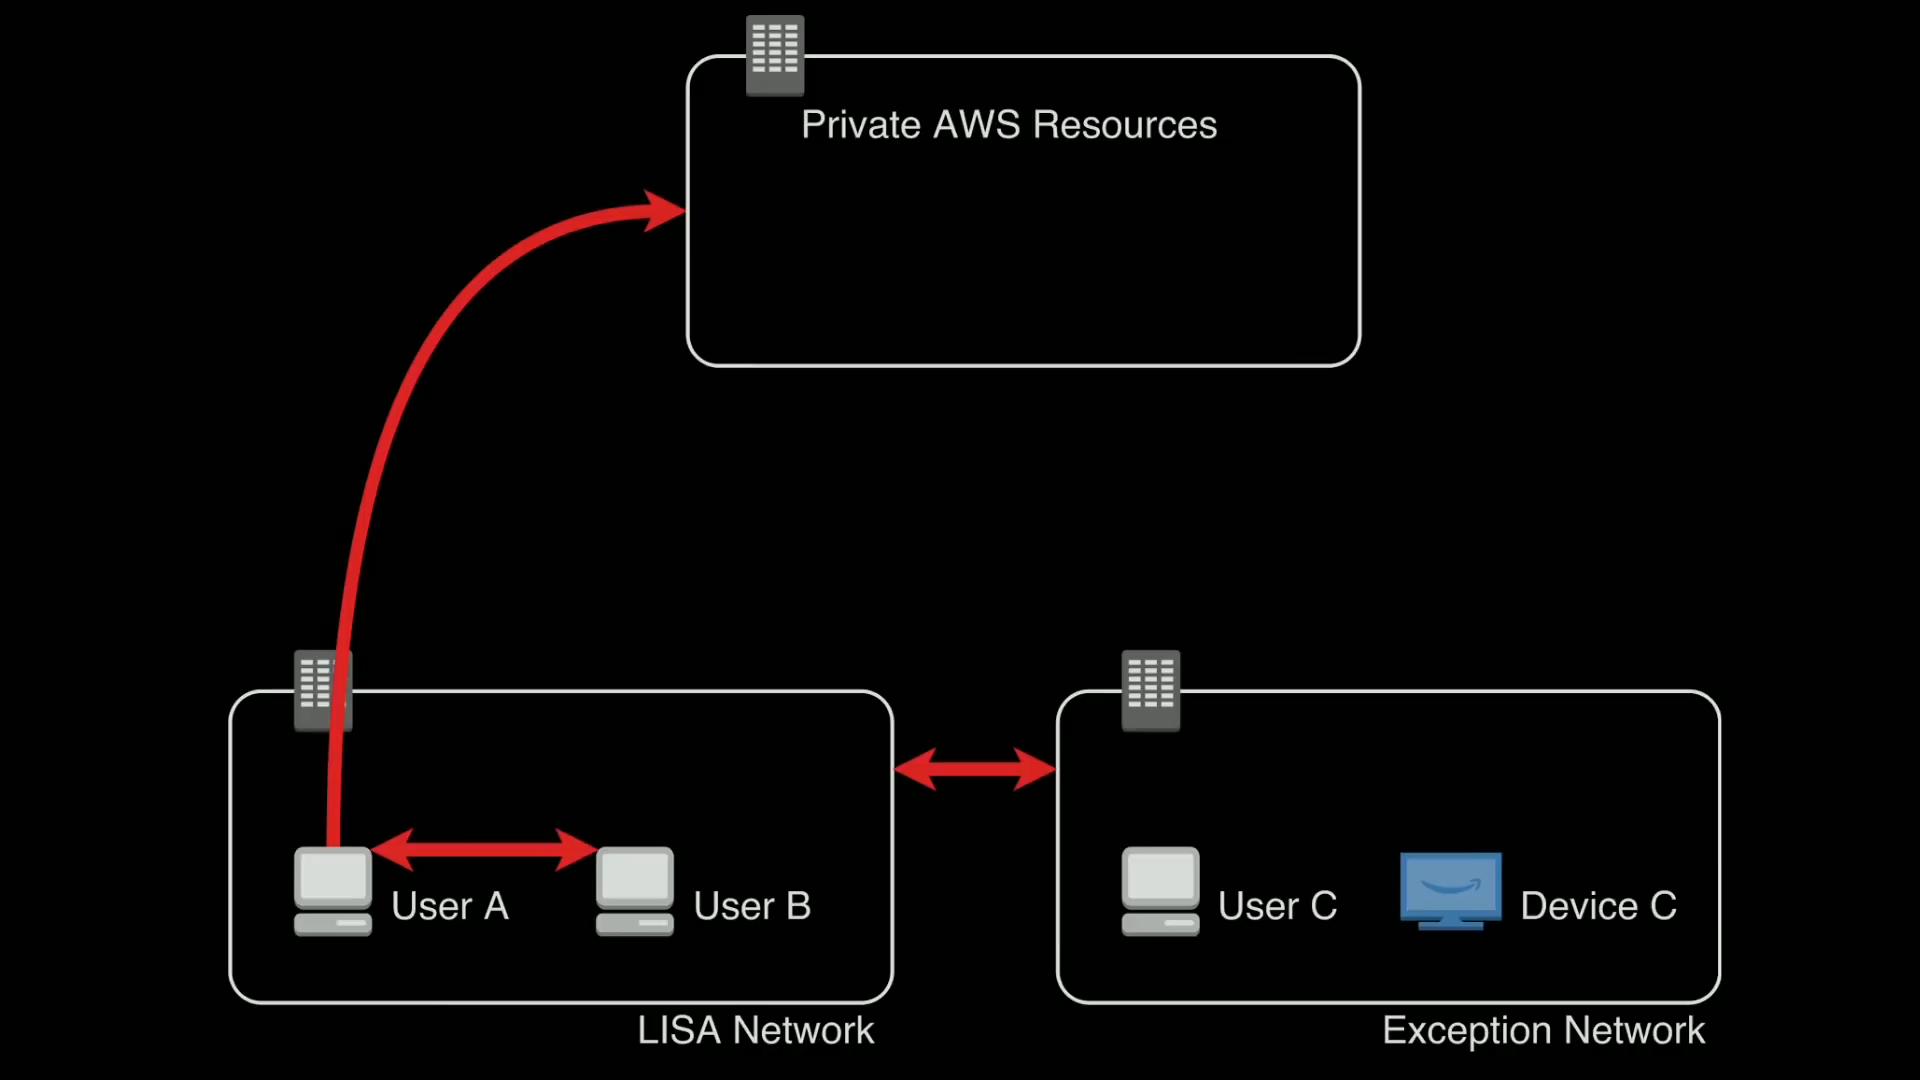 Private AWS Resources
User A
User B
User C
Device C
LISA Network
Exception Network